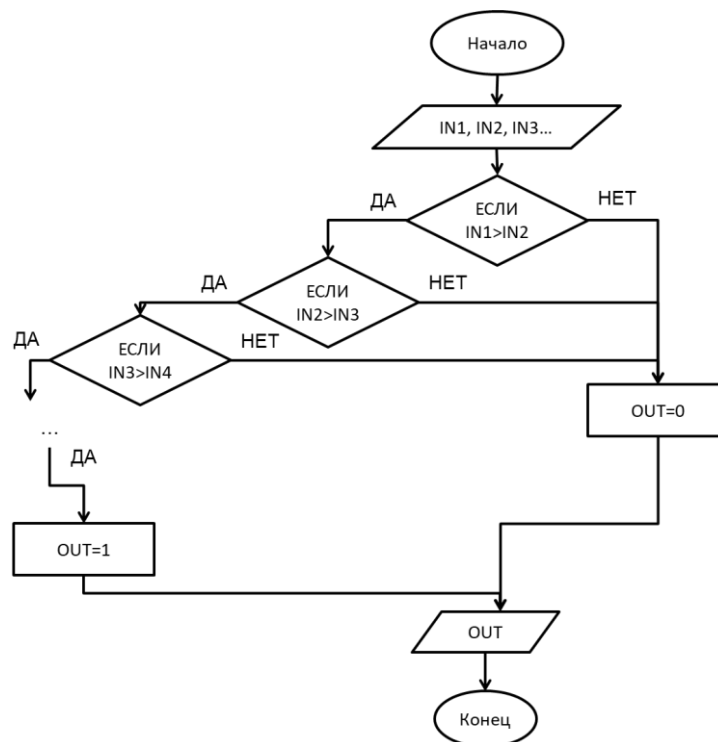 Начало
IN1, IN2, IN3...
ДА
ЕСЛИ
IN1>IN2
НЕТ
ДА
ЕСЛИ
IN2>IN3
НЕТ
ДА
ЕСЛИ
IN3>IN4
НЕТ
OUT=0
...
ДА
OUT=1
OUT
Конец